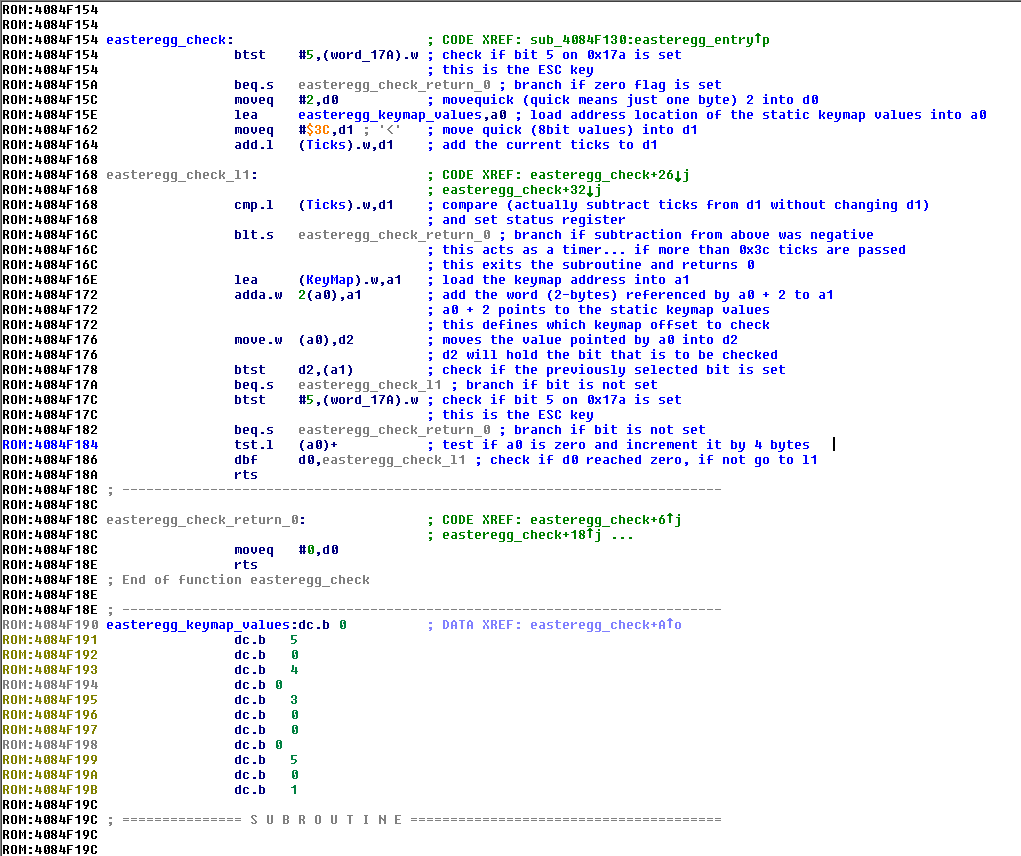 ROM:4084F154
ROM:4084F154
ROM:4084F154 easteregg_check: ; CODE XREF: sub_4084F130:easteregg_entry↑p
ROM:4084F154 btst #5,(word_17A).w ; check if bit 5 on 0x17a is set
ROM:4084F154 ; this is the ESC key
ROM:4084F15A beq.s easteregg_check_return_0 ; branch if zero flag is set
ROM:4084F15C moveq #2,d0 ; movequick (quick means just one byte) 2 into d0
ROM:4084F15E lea easteregg_keymap_values,a0 ; load address location of the static keymap values into a0
ROM:4084F162 moveq #$3C,d1 ; '<' ; move quick (8bit values) into d1
ROM:4084F164 add.l (Ticks).w,d1 ; add the current ticks to d1
ROM:4084F168
ROM:4084F168 easteregg_check_l1: ; CODE XREF: easteregg_check+26↓j
ROM:4084F168 ; easteregg_check+32↓j
ROM:4084F168 cmp.l (Ticks).w,d1 ; compare (actually subtract ticks from d1 without changing d1)
ROM:4084F168 ; and set status register
ROM:4084F16C blt.s easteregg_check_return_0 ; branch if subtraction from above was negative
ROM:4084F16C ; this acts as a timer... if more than 0x3c ticks are passed
ROM:4084F16C ; this exits the subroutine and returns 0
ROM:4084F16E lea (KeyMap).w,a1 ; load the keymap address into a1
ROM:4084F172 adda.w 2(a0),a1 ; add the word (2-bytes) referenced by a0 + 2 to a1
ROM:4084F172 ; a0 + 2 points to the static keymap values
ROM:4084F172 ; this defines which keymap offset to check
ROM:4084F176 move.w (a0),d2 ; moves the value pointed by a0 into d2
ROM:4084F176 ; d2 will hold the bit that is to be checked
ROM:4084F178 btst d2,(a1) ; check if the previously selected bit is set
ROM:4084F17A beq.s easteregg_check_l1 ; branch if bit is not set
ROM:4084F17C btst #5,(word_17A).w ; check if bit 5 on 0x17a is set
ROM:4084F17C ; this is the ESC key
ROM:4084F182 beq.s easteregg_check_return_0 ; branch if bit is not set
ROM:4084F184 tst.l (a0)+ ; test if a0 is zero and increment it by 4 bytes
ROM:4084F186 dbf d0,easteregg_check_l1 ; check if d0 reached zero, if not go to l1
ROM:4084F18A rts
ROM:4084F18C ; ---------------------------------------------------------------------------
ROM:4084F18C
ROM:4084F18C easteregg_check_return_0: ; CODE XREF: easteregg_check+6↑j
ROM:4084F18C ; easteregg_check+18↑j ...
ROM:4084F18C moveq #0,d0
ROM:4084F18E rts
ROM:4084F18E ; End of function easteregg_check
ROM:4084F18E
ROM:4084F18E ; ---------------------------------------------------------------------------
ROM:4084F190 easteregg_keymap_values:dc.b 0 ; DATA XREF: easteregg_check+A↑o
ROM:4084F191 dc.b 5
ROM:4084F192 dc.b 0
ROM:4084F193 dc.b 4
ROM:4084F194 dc.b 0
ROM:4084F195 dc.b 3
ROM:4084F196 dc.b 0
ROM:4084F197 dc.b 0
ROM:4084F198 dc.b 0
ROM:4084F199 dc.b 5
ROM:4084F19A dc.b 0
ROM:4084F19B dc.b 1
ROM:4084F19C
ROM:4084F19C ; =============== S U B R O U T I N E =======================================
ROM:4084F19C
ROM:4084F19C